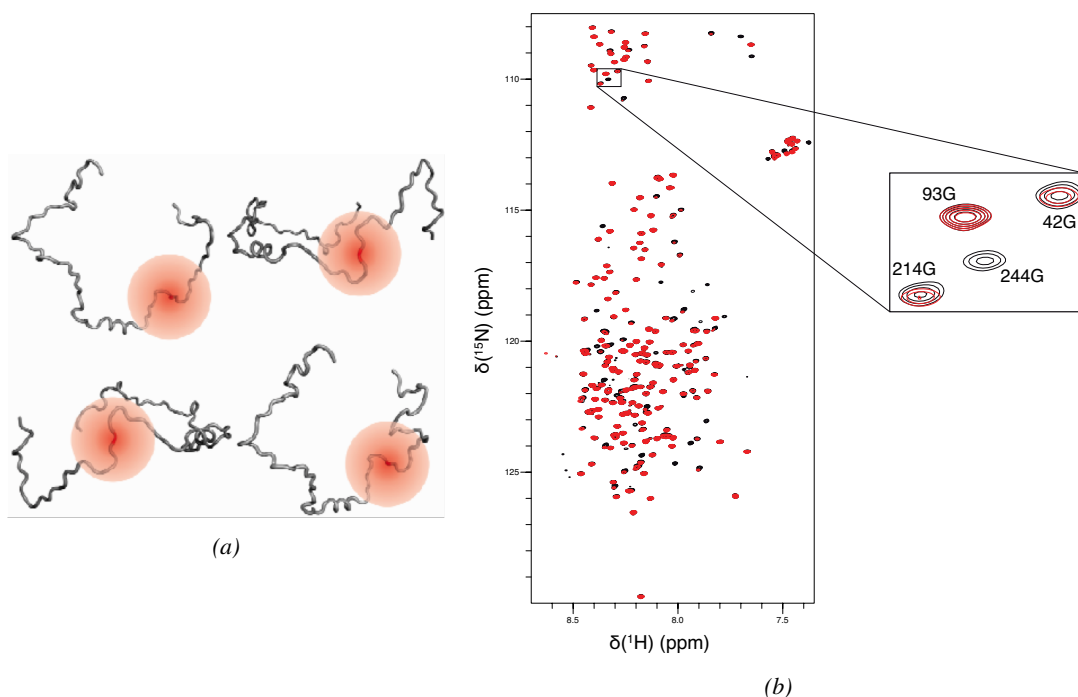 110
115
120
125
8.5
8.0
7.5
δ(¹⁵N) (ppm)
δ(¹H) (ppm)
93G
42G
244G
214G
(a)
(b)